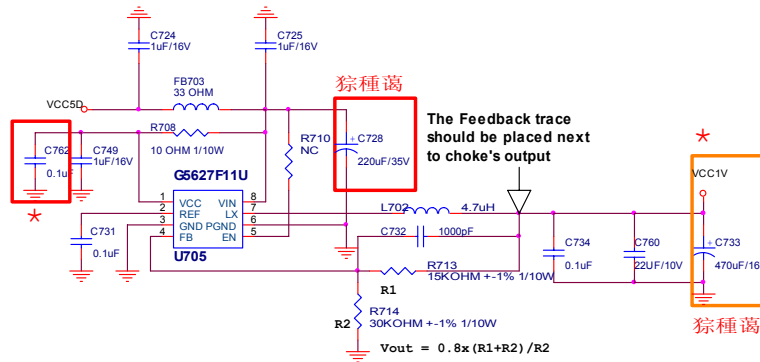 C724
1uF/16V
C725
1uF/16V
FB703
33 OHM
VCC5D
R708
10 OHM 1/10W
C762
0.1uF
C749
1uF/16V
R710
NC
猔種蔼
C728
220uF/35V
The Feedback trace
should be placed next
to choke's output
*
VCC1V
G5627F11U
1 VCC VIN 8
2 REF LX 7
3 GND PGND 6
4 FB EN 5
U705
*
C731
0.1uF
L702 4.7uH
C732 1000pF
R713
15KOHM +-1% 1/10W
R1
R714
30KOHM +-1% 1/10W
R2
C734
0.1uF
C760
22UF/10V
C733
470uF/16
猔種蔼
Vout = 0.8x(R1+R2)/R2